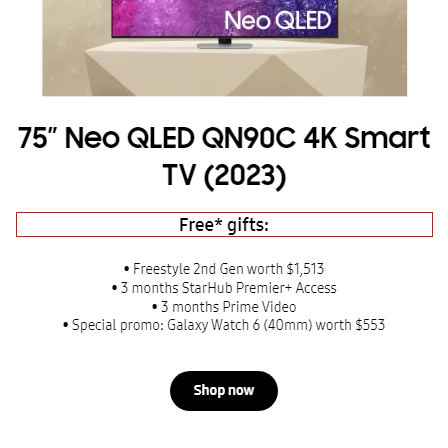 Neo QLED
75" Neo QLED QN90C 4K Smart
TV (2023)
Free* gifts:
• Freestyle 2nd Gen worth $1,513
• 3 months StarHub Premier+ Access
• 3 months Prime Video
• Special promo: Galaxy Watch 6 (40mm) worth $553
Shop now